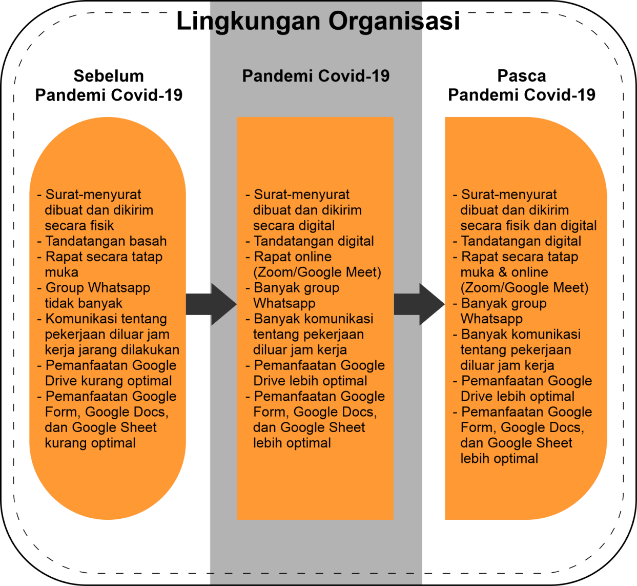 Lingkungan Organisasi
Sebelum
Pandemi Covid-19
- Surat-menyurat
dibuat dan dikirim
secara fisik
- Tandatangan basah
- Rapat secara tatap
muka
- Group Whatsapp
tidak banyak
- Komunikasi tentang
pekerjaan diluar jam
kerja jarang dilakukan
- Pemanfaatan Google
Drive kurang optimal
- Pemanfaatan Google
Form, Google Docs,
dan Google Sheet
kurang optimal
Pandemi Covid-19
- Surat-menyurat
dibuat dan dikirim
secara digital
- Tandatangan digital
- Rapat online
(Zoom/Google Meet)
- Banyak group
Whatsapp
- Banyak komunikasi
tentang pekerjaan
diluar jam kerja
- Pemanfaatan Google
Drive lebih optimal
- Pemanfaatan Google
Form, Google Docs,
dan Google Sheet
lebih optimal
Pasca
Pandemi Covid-19
- Surat-menyurat
dibuat dan dikirim
secara fisik dan digital
- Tandatangan digital
- Rapat secara tatap
muka & online
(Zoom/Google Meet)
- Banyak group
Whatsapp
- Banyak komunikasi
tentang pekerjaan
diluar jam kerja
- Pemanfaatan Google
Drive lebih optimal
- Pemanfaatan Google
Form, Google Docs,
dan Google Sheet
lebih optimal